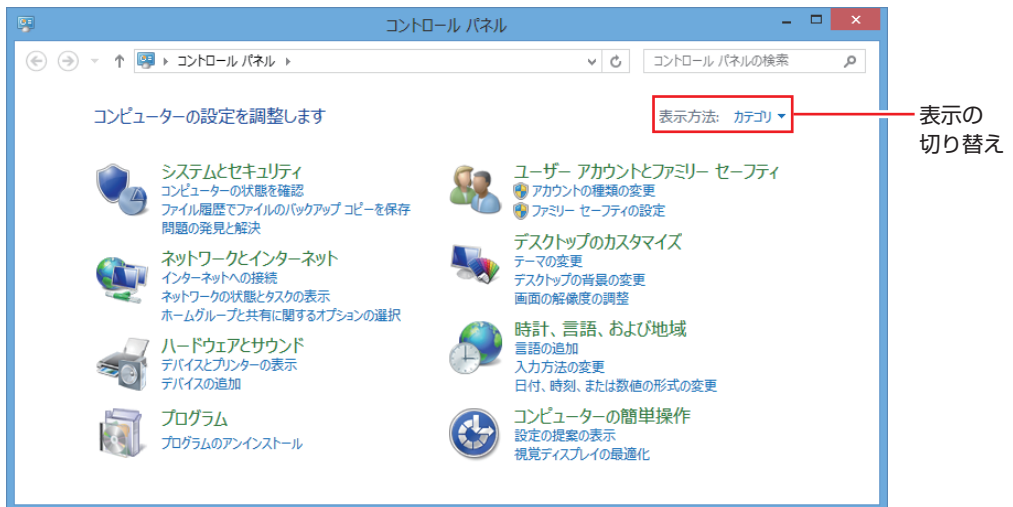 コントロール パネル
コントロール パネル
コントロール パネルの検索
コンピューターの設定を調整します
表示方法: カテゴリ
表示の
切り替え
システムとセキュリティ
コンピューターの状態を確認
ファイル履歴でファイルのバックアップ コピーを保存
問題の発見と解決
ネットワークとインターネット
インターネットへの接続
ネットワークの状態とタスクの表示
ホームグループと共有に関するオプションの選択
ハードウェアとサウンド
デバイスとプリンターの表示
デバイスの追加
プログラム
プログラムのアンインストール
ユーザー アカウントとファミリー セーフティ
アカウントの種類の変更
ファミリー セーフティの設定
デスクトップのカスタマイズ
テーマの変更
デスクトップの背景の変更
画面の解像度の調整
時計、言語、および地域
言語の追加
入力方法の変更
日付、時刻、または数値の形式の変更
コンピューターの簡単操作
設定の提案の表示
視覚ディスプレイの最適化